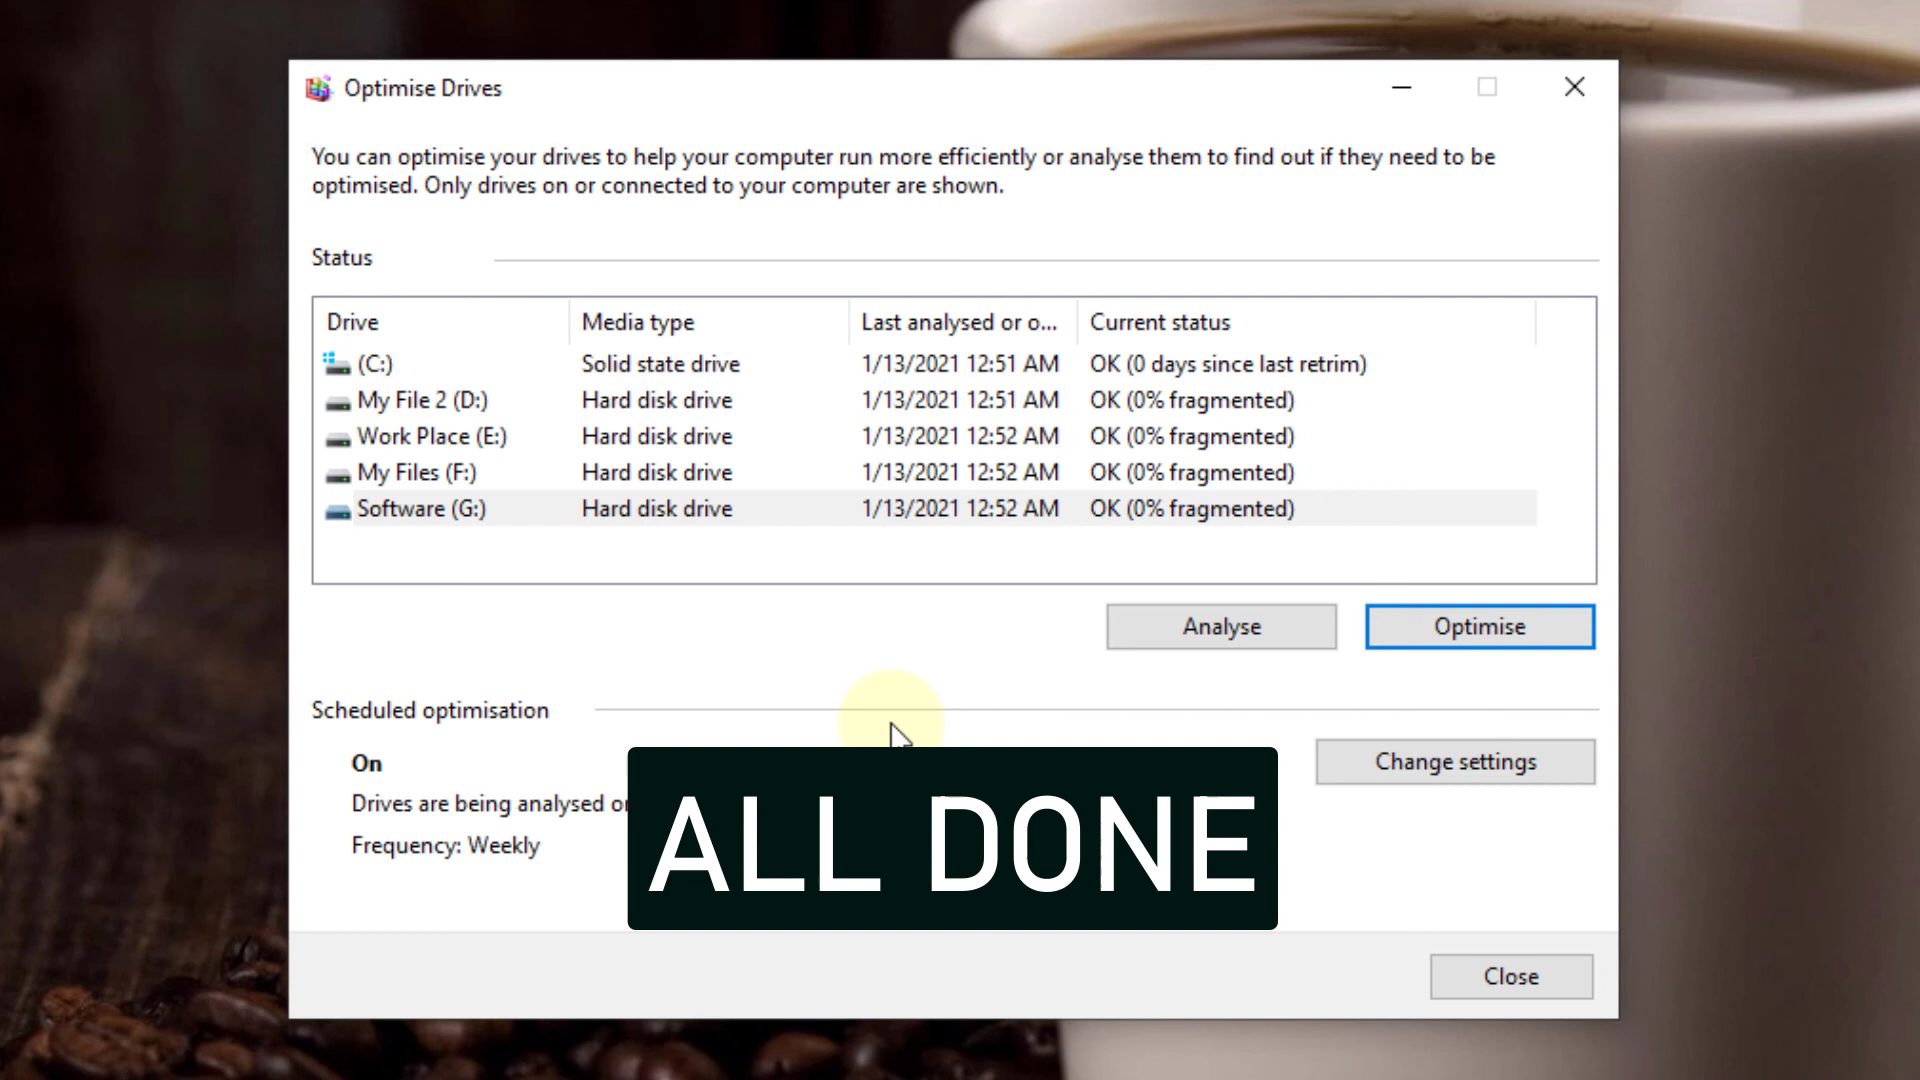 Optimise Drives
You can optimise your drives to help your computer run more efficiently or analyse them to find out if they need to be
optimised. Only drives on or connected to your computer are shown.
Status
Drive Media type Last analysed or o... Current status
(C:) Solid state drive 1/13/2021 12:51 AM OK (0 days since last retrim)
My File 2 (D:) Hard disk drive 1/13/2021 12:51 AM OK (0% fragmented)
Work Place (E:) Hard disk drive 1/13/2021 12:52 AM OK (0% fragmented)
My Files (F:) Hard disk drive 1/13/2021 12:52 AM OK (0% fragmented)
Software (G:) Hard disk drive 1/13/2021 12:52 AM OK (0% fragmented)
Analyse Optimise
Scheduled optimisation
On Change settings
Drives are being analysed
Frequency: Weekly
ALL DONE
Close